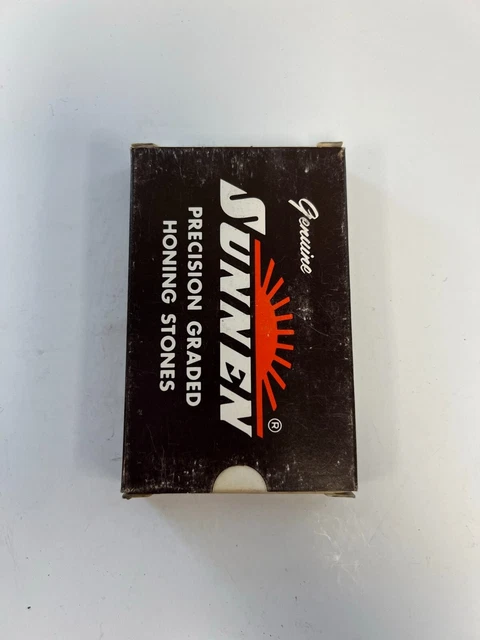 Genuine
SUNNEN®
PRECISION GRADED
HONING STONES